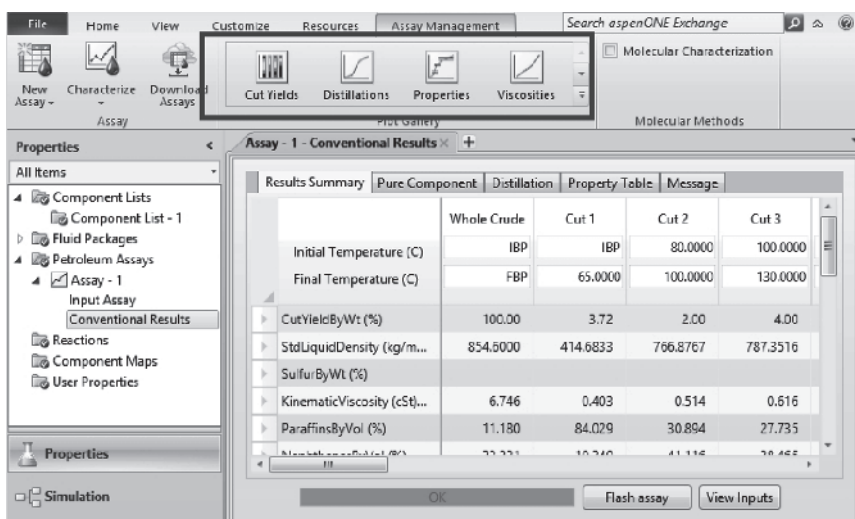 File Home View Customize Resources Assay Management Search aspenONE Exchange
New Assay Characterize Download Assays Cut Yields Distillations Properties Viscosities Molecular Characterization
Assay Plot Gallery Molecular Methods
Properties < Assay - 1 - Conventional Results × +
All Items
Results Summary Pure Component Distillation Property Table Message
Component Lists
Component List - 1
Fluid Packages
Petroleum Assays
Assay - 1
Input Assay
Conventional Results
Reactions
Component Maps
User Properties
Properties
Simulation
Whole Crude Cut 1 Cut 2 Cut 3
Initial Temperature (C) IBP IBP 80.0000 100.0000
Final Temperature (C) FBP 65.0000 100.0000 130.0000
CutYieldByWt (%) 100.00 3.72 2.00 4.00
StdLiquidDensity (kg/m... 854.6000 414.6833 766.8767 787.3516
SulfurByWt (%)
KinematicViscosity (cSt)... 6.746 0.403 0.514 0.616
ParaffinsByVol (%) 11.180 84.029 30.894 27.735
OK Flash assay View Inputs